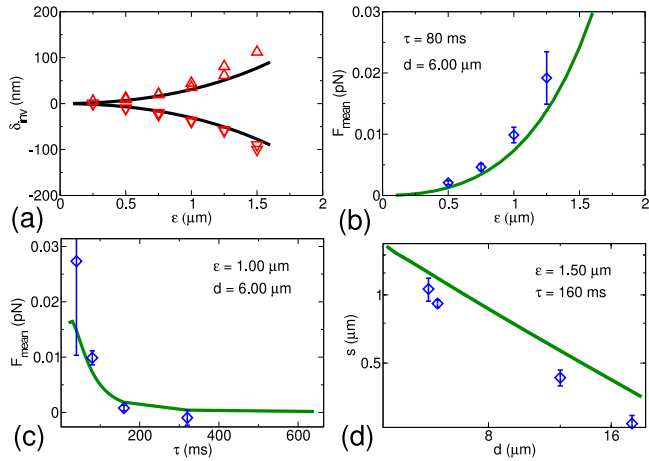 100
0
-100
-200
δinv (nm)
0
0.5
1
1.5
2
ε (μm)
(a)
0.03
0.02
0.01
0.00
Fmean (pN)
τ = 80 ms
d = 6.00 μm
0
0.5
1
1.5
2
ε (μm)
(b)
0.03
0.02
0.01
0
Fmean (pN)
ε = 1.00 μm
d = 6.00 μm
200
400
600
τ (ms)
(c)
1
0.5
s (μm)
ε = 1.50 μm
τ = 160 ms
8
16
d (μm)
(d)
200